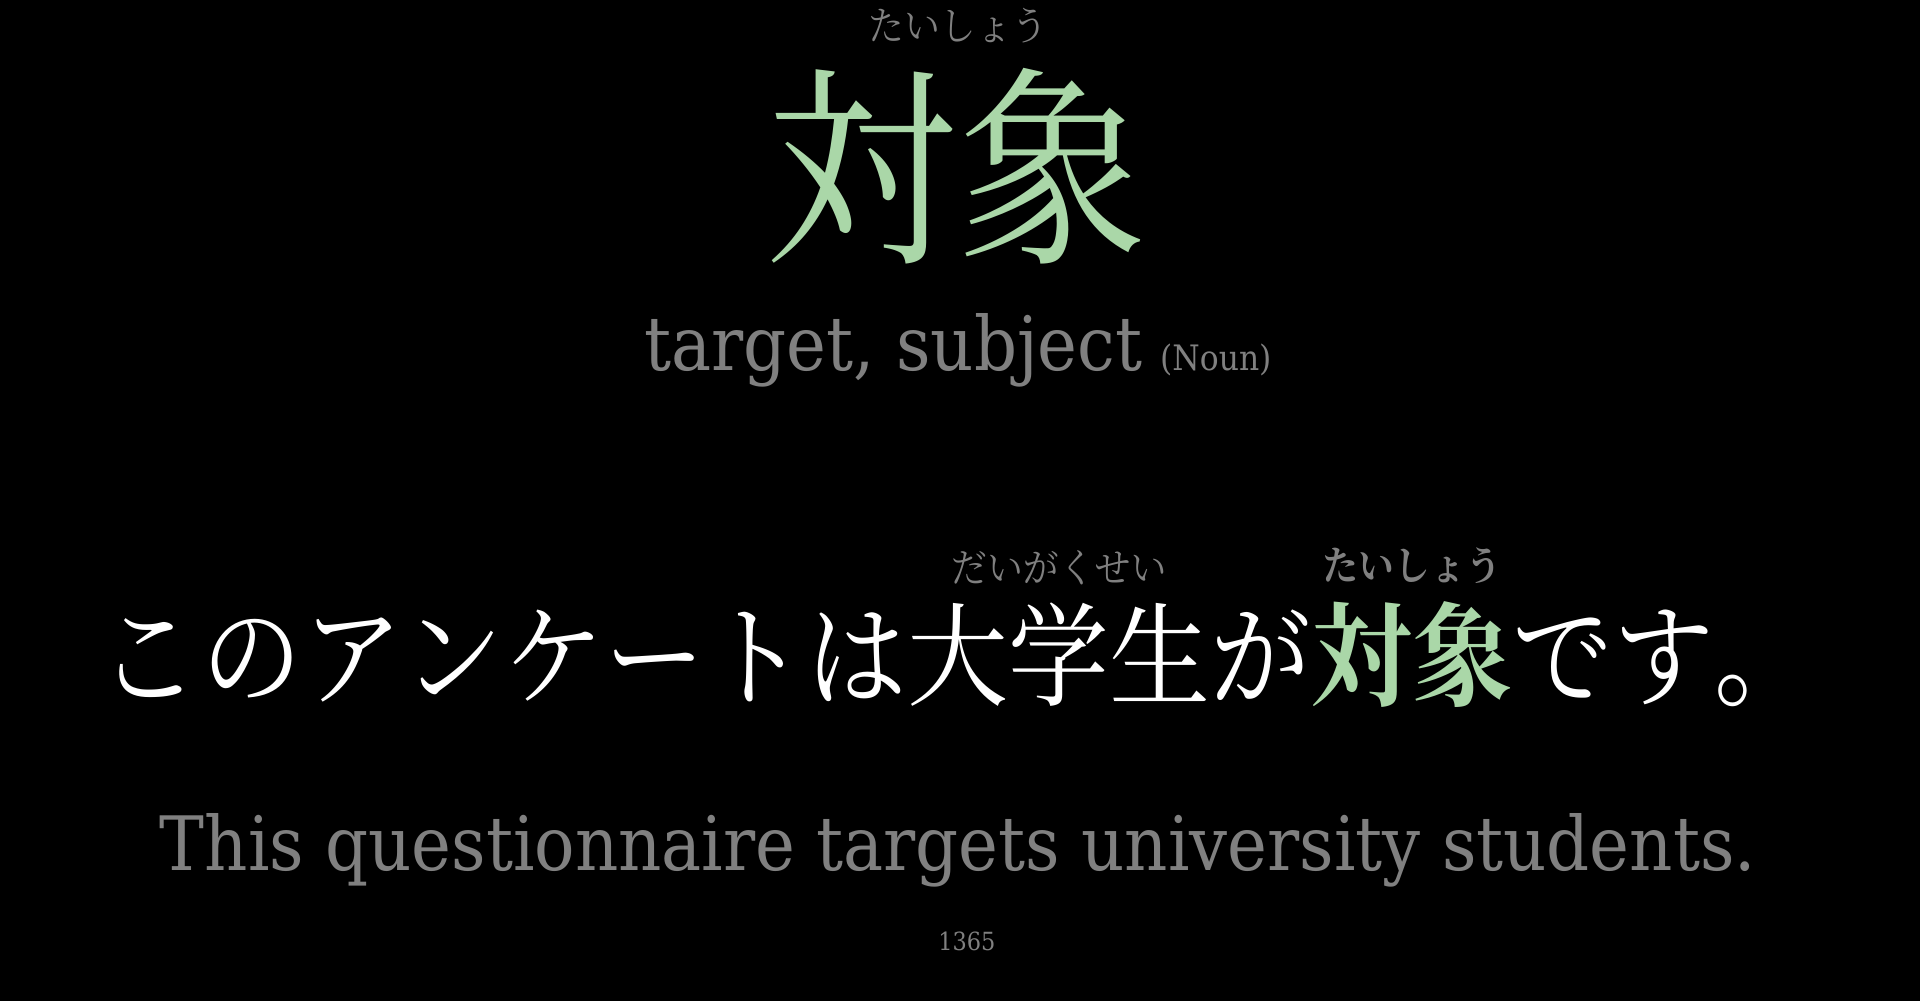 たいしょう
対象
target, subject (Noun)
だいがくせい たいしょう
このアンケートは大学生が対象です。
This questionnaire targets university students.
1365